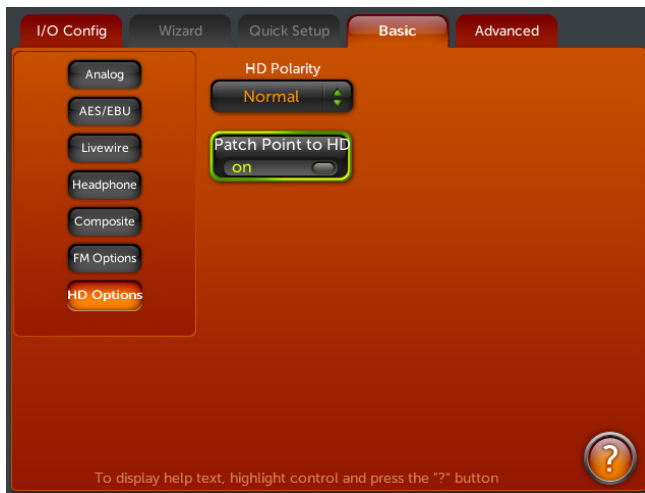 I/O Config Wizard Quick Setup Basic Advanced
Analog
AES/EBU
Livewire
Headphone
Composite
FM Options
HD Options
HD Polarity
Normal
Patch Point to HD
on
To display help text, highlight control and press the "?" button
?